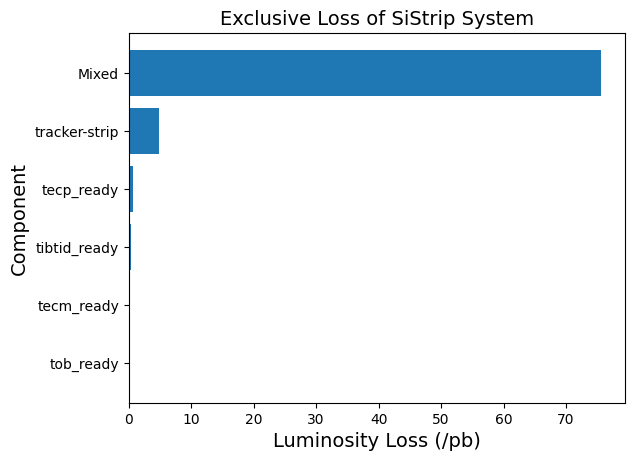 Exclusive Loss of SiStrip System
Component
Mixed
tracker-strip
tecp_ready
tibtid_ready
tecm_ready
tob_ready
0 10 20 30 40 50 60 70
Luminosity Loss (/pb)